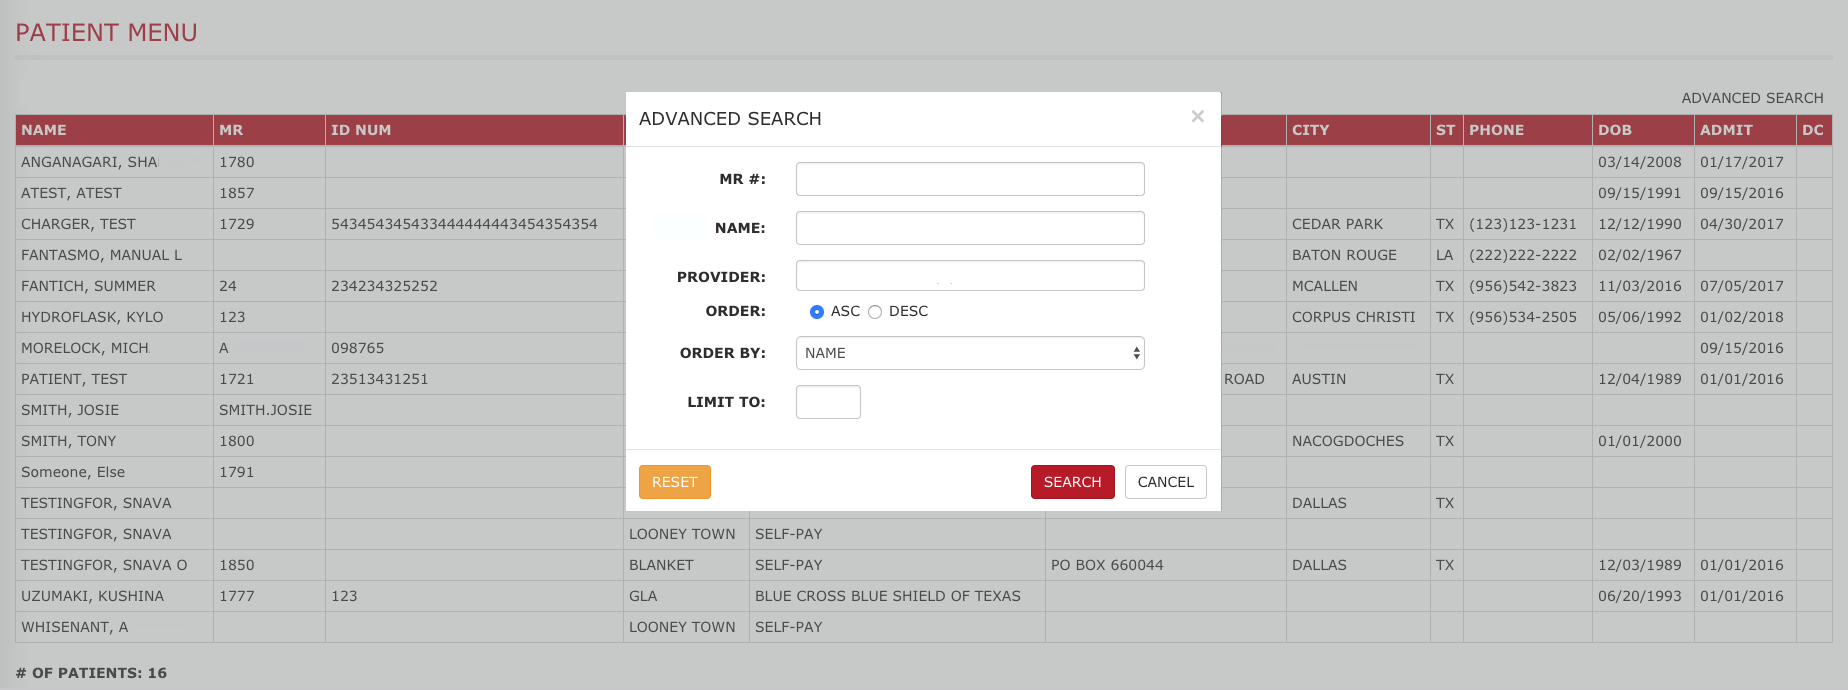 PATIENT MENU
ADVANCED SEARCH
NAME MR ID NUM CITY ST PHONE DOB ADMIT DC
ANGANAGARI, SHA 1780 03/14/2008 01/17/2017
ATEST, ATEST 1857 09/15/1991 09/15/2016
CHARGER, TEST 1729 543454345433444444443454354354 CEDAR PARK TX (123)123-1231 12/12/1990 04/30/2017
FANTASMO, MANUAL L BATON ROUGE LA (222)222-2222 02/02/1967
FANTICH, SUMMER 24 234234325252 MCALLEN TX (956)542-3823 11/03/2016 07/05/2017
HYDROFLASK, KYLO 123 CORPUS CHRISTI TX (956)534-2505 05/06/1992 01/02/2018
MORELOCK, MICH A 098765 09/15/2016
PATIENT, TEST 1721 23513431251 ROAD AUSTIN TX 12/04/1989 01/01/2016
SMITH, JOSIE SMITH.JOSIE
SMITH, TONY 1800 NACOGDOCHES TX 01/01/2000
Someone, Else 1791
TESTINGFOR, SNAVA DALLAS TX
TESTINGFOR, SNAVA LOONEY TOWN SELF-PAY
TESTINGFOR, SNAVA O 1850 BLANKET SELF-PAY PO BOX 660044 DALLAS TX 12/03/1989 01/01/2016
UZUMAKI, KUSHINA 1777 123 GLA BLUE CROSS BLUE SHIELD OF TEXAS 06/20/1993 01/01/2016
WHISENANT, A LOONEY TOWN SELF-PAY
# OF PATIENTS: 16
ADVANCED SEARCH ×
MR #:
NAME:
PROVIDER:
ORDER: ASC DESC
ORDER BY: NAME
LIMIT TO:
RESET SEARCH CANCEL